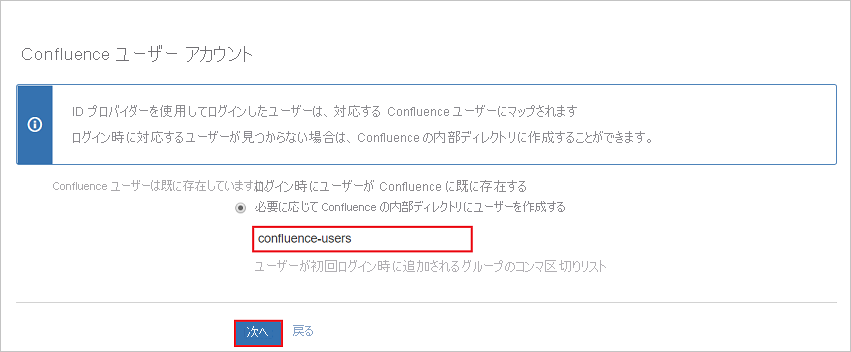 Confluence ユーザー アカウント
ID プロバイダーを使用してログインしたユーザーは、対応する Confluence ユーザーにマップされます
ログイン時に対応するユーザーが見つからない場合は、Confluence の内部ディレクトリに作成することができます。
Confluence ユーザーは既に存在しています
ログイン時にユーザーが Confluence に既に存在する
必要に応じて Confluence の内部ディレクトリにユーザーを作成する
confluence-users
ユーザーが初回ログイン時に追加されるグループのコンマ区切りリスト
次へ 戻る